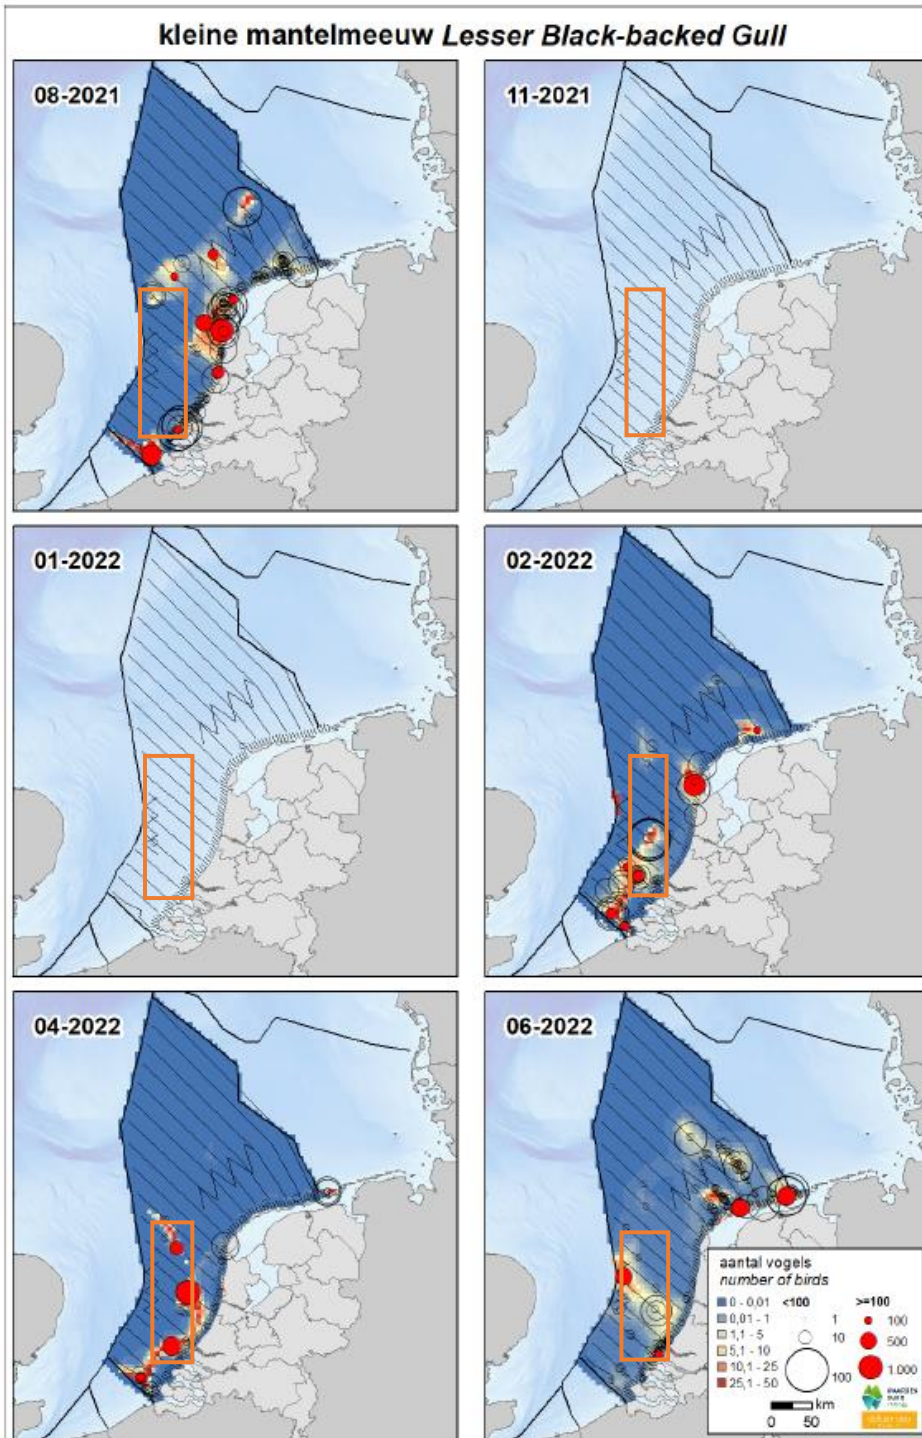 kleine mantelmeeuw Lesser Black-backed Gull
08-2021
11-2021
01-2022
02-2022
04-2022
06-2022
aantal vogels
number of birds
0 - 0,01 <100 >=100
0,01 - 1 1 100
1,1 - 5 10 500
5,1 - 10
10,1 - 25 100 1.000
25,1 - 50
km
0 50